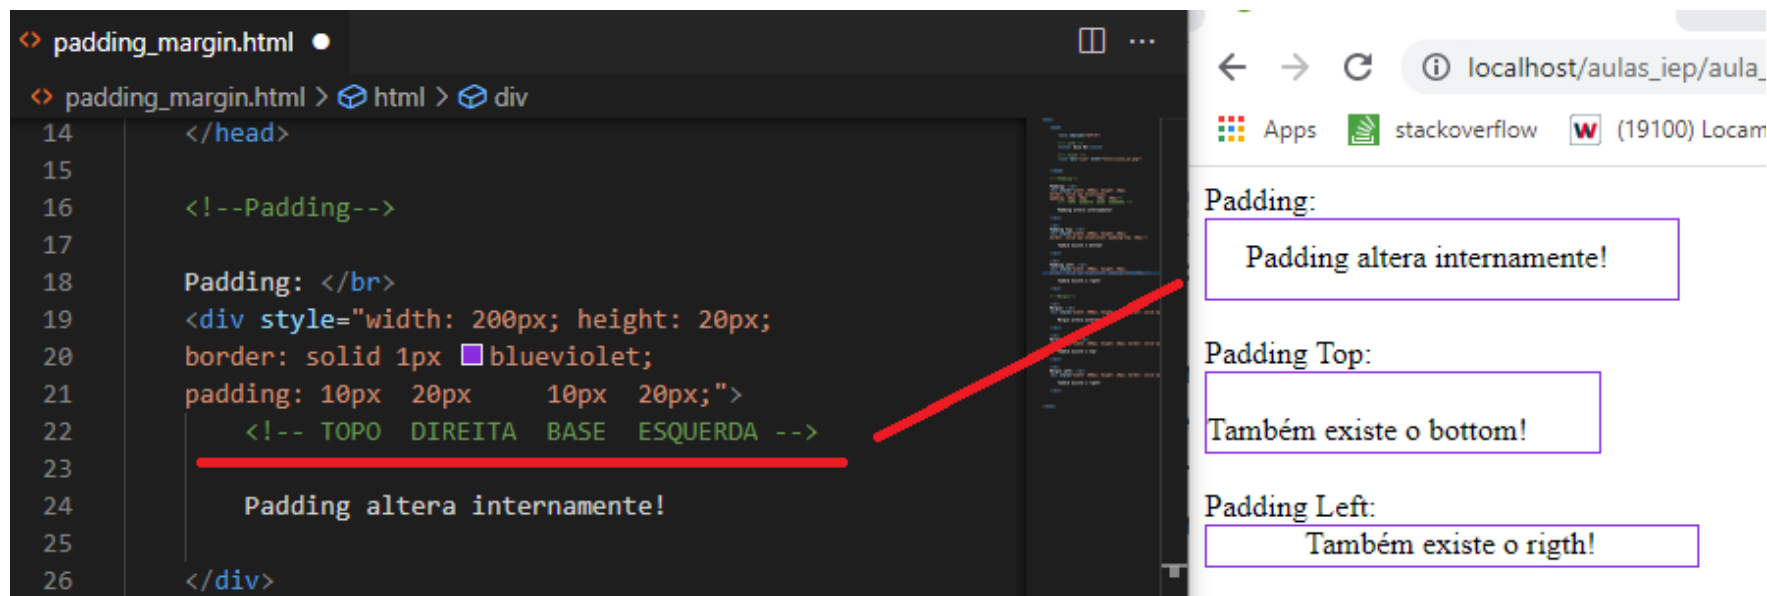 padding_margin.html
padding_margin.html > html > div
14 </head>
15
16 <!--Padding-->
17
18 Padding: </br>
19 <div style="width: 200px; height: 20px;
20 border: solid 1px blueviolet;
21 padding: 10px 20px 10px 20px;">
22 <!-- TOPO DIREITA BASE ESQUERDA -->
23
24 Padding altera internamente!
25
26 </div>
localhost/aulas_iep/aula_
Apps stackoverflow (19100) Locam
Padding:
Padding altera internamente!
Padding Top:
Também existe o bottom!
Padding Left:
Também existe o rigth!